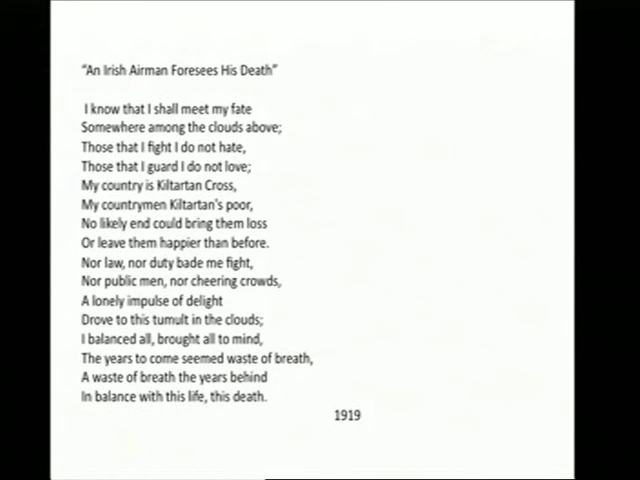 “An Irish Airman Foresees His Death”
I know that I shall meet my fate
Somewhere among the clouds above;
Those that I fight I do not hate,
Those that I guard I do not love;
My country is Kiltartan Cross,
My countrymen Kiltartan's poor,
No likely end could bring them loss
Or leave them happier than before.
Nor law, nor duty bade me fight,
Nor public men, nor cheering crowds,
A lonely impulse of delight
Drove to this tumult in the clouds;
I balanced all, brought all to mind,
The years to come seemed waste of breath,
A waste of breath the years behind
In balance with this life, this death.
1919